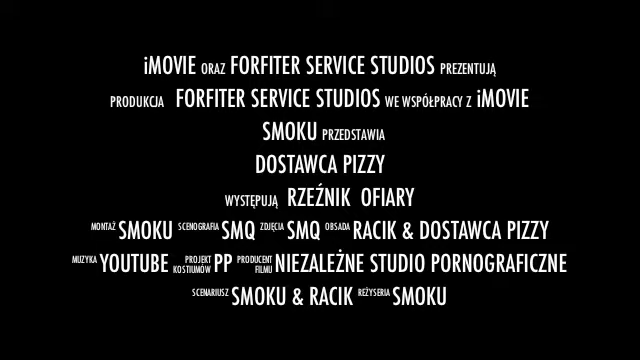 iMOVIE ORAZ FORFITER SERVICE STUDIOS PREZENTUJĄ
PRODUKCJA FORFITER SERVICE STUDIOS WE WSPÓŁPRACY Z iMOVIE
SMOKU PRZEDSTAWIA
DOSTAWCA PIZZY
WYSTĘPUJĄ RZEŹNIK OFIARY
MONTAŻ SMOKU SCENOGRAFIA SMQ ZDJĘCIA SMQ OBSADA RACIK & DOSTAWCA PIZZY
MUZYKA YOUTUBE PROJEKT KOSTIUMÓW PP PRODUCENT FILMU NIEZALEŻNE STUDIO PORNOGRAFICZNE
SCENARIUSZ SMOKU & RACIK REŻYSERIA SMOKU